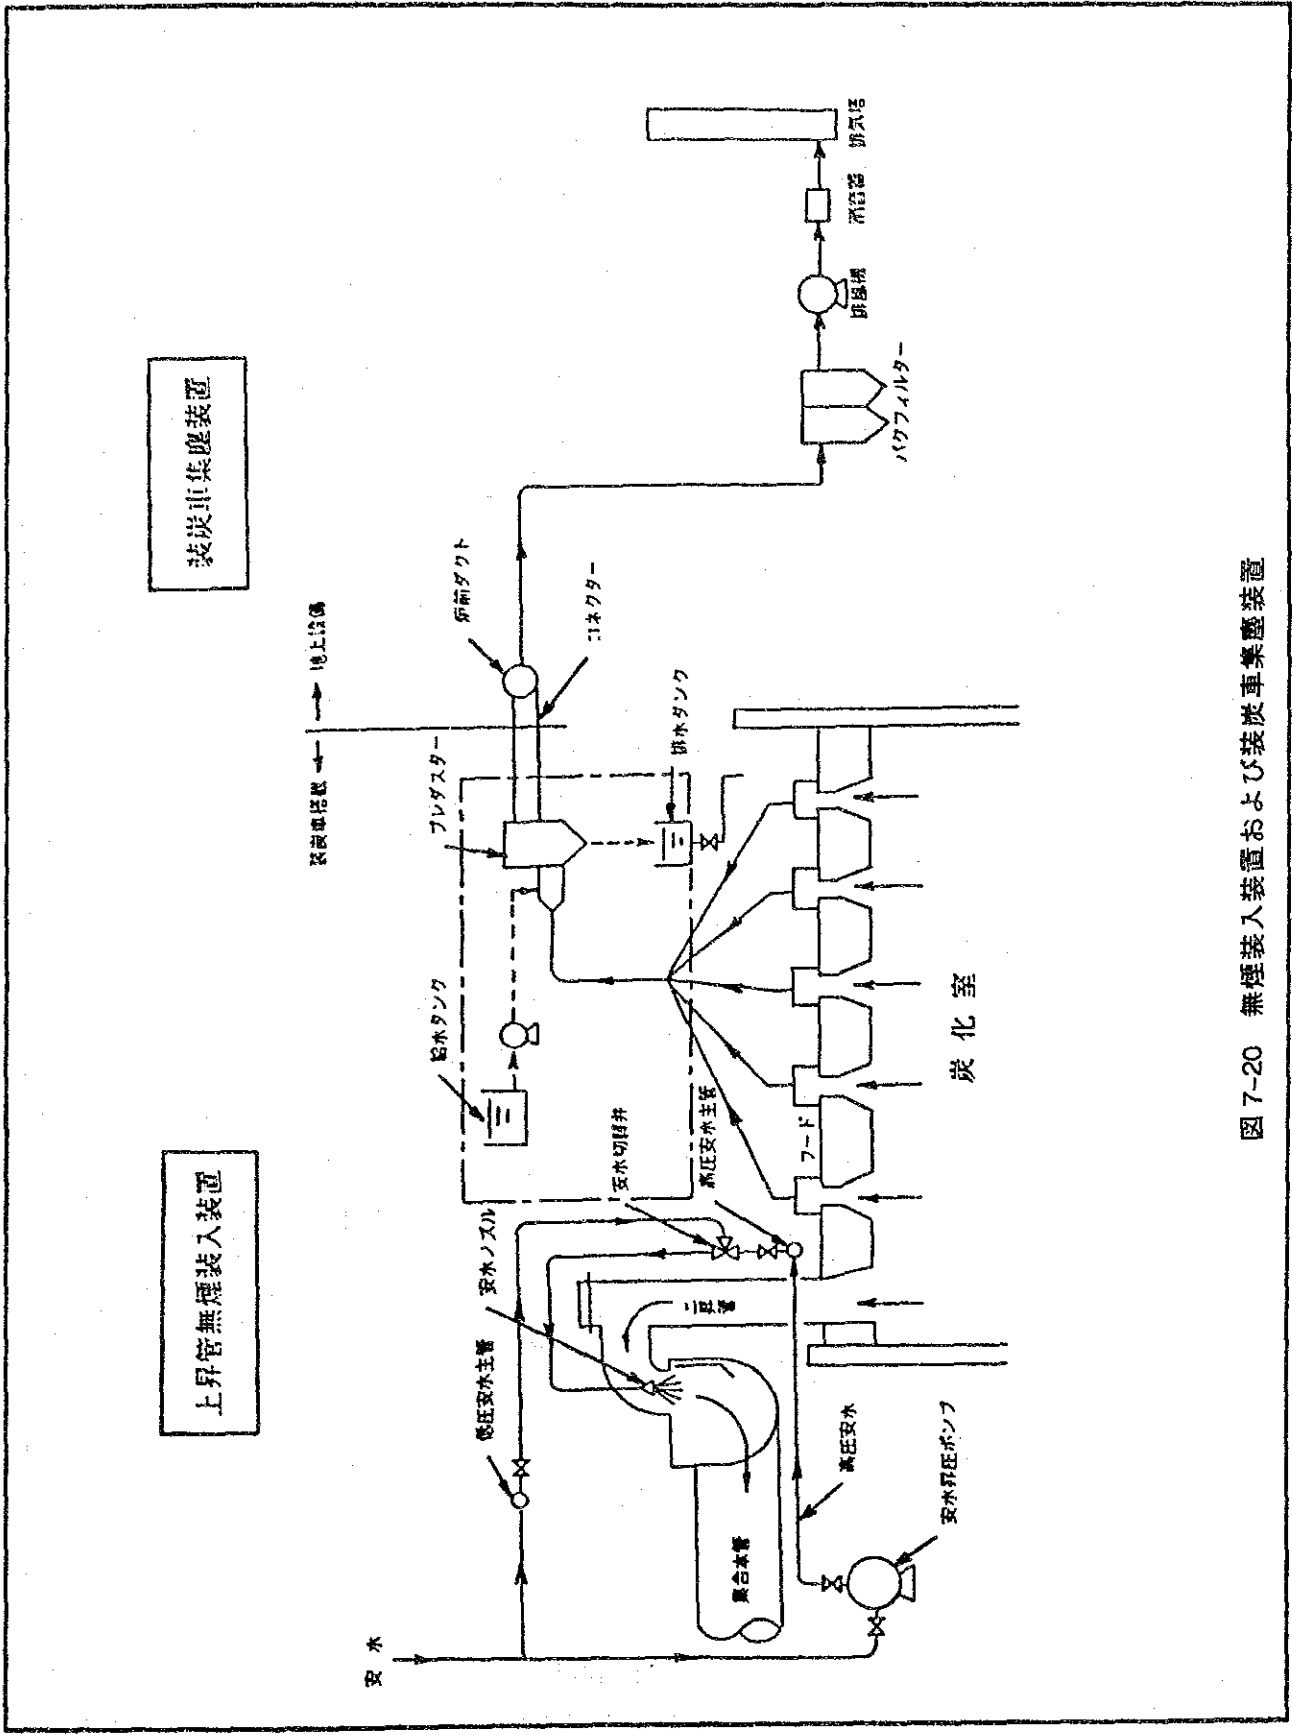 上昇管無煙装入装置
装炭車集塵装置
装炭車搭載
地上設備
安水
低圧安水主管
安水ノズル
安水切替弁
高圧安水主管
給水タンク
プレダスター
炉前ダクト
コネクター
排水タンク
上昇管
フード
集合本管
高圧安水
安水昇圧ポンプ
炭化室
バグフィルター
排風機
消音器
排気塔
図7-20 無煙装入装置および装炭車集塵装置